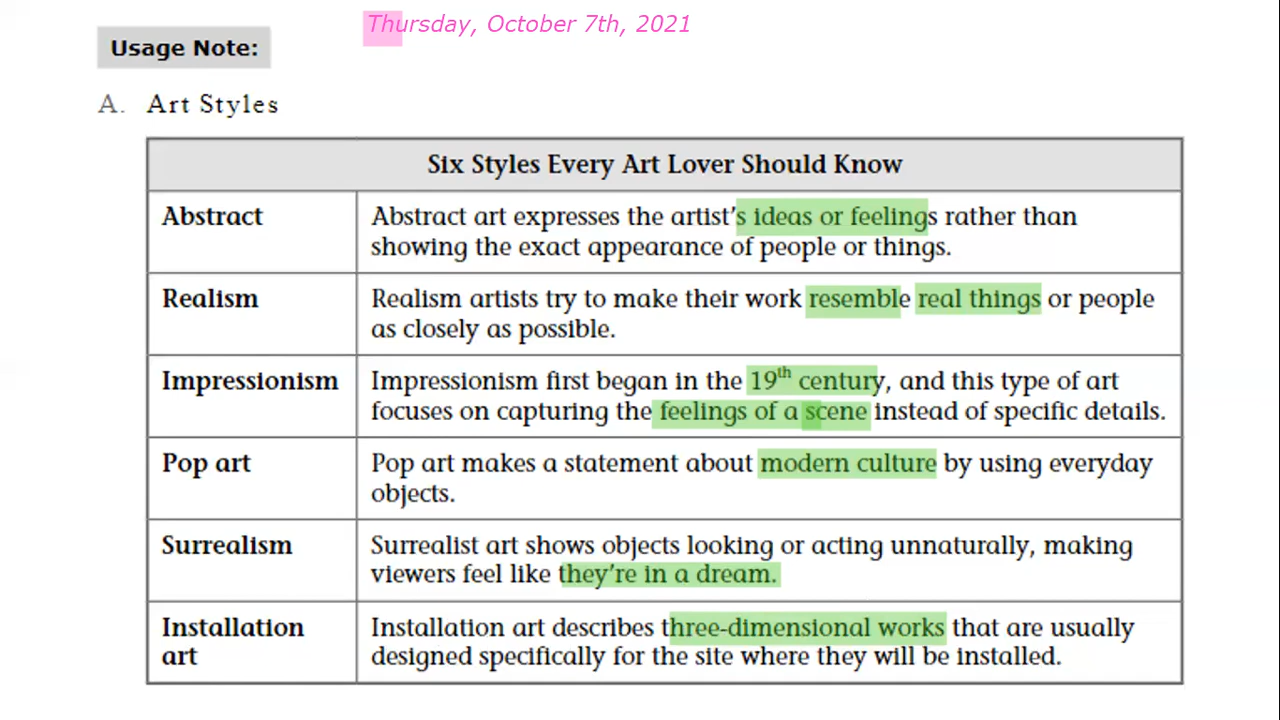 Thursday, October 7th, 2021
Usage Note:
A. Art Styles
Six Styles Every Art Lover Should Know
Abstract
Abstract art expresses the artist's ideas or feelings rather than
showing the exact appearance of people or things.
Realism
Realism artists try to make their work resemble real things or people
as closely as possible.
Impressionism
Impressionism first began in the 19th century, and this type of art
focuses on capturing the feelings of a scene instead of specific details.
Pop art
Pop art makes a statement about modern culture by using everyday
objects.
Surrealism
Surrealist art shows objects looking or acting unnaturally, making
viewers feel like they're in a dream.
Installation
art
Installation art describes three-dimensional works that are usually
designed specifically for the site where they will be installed.